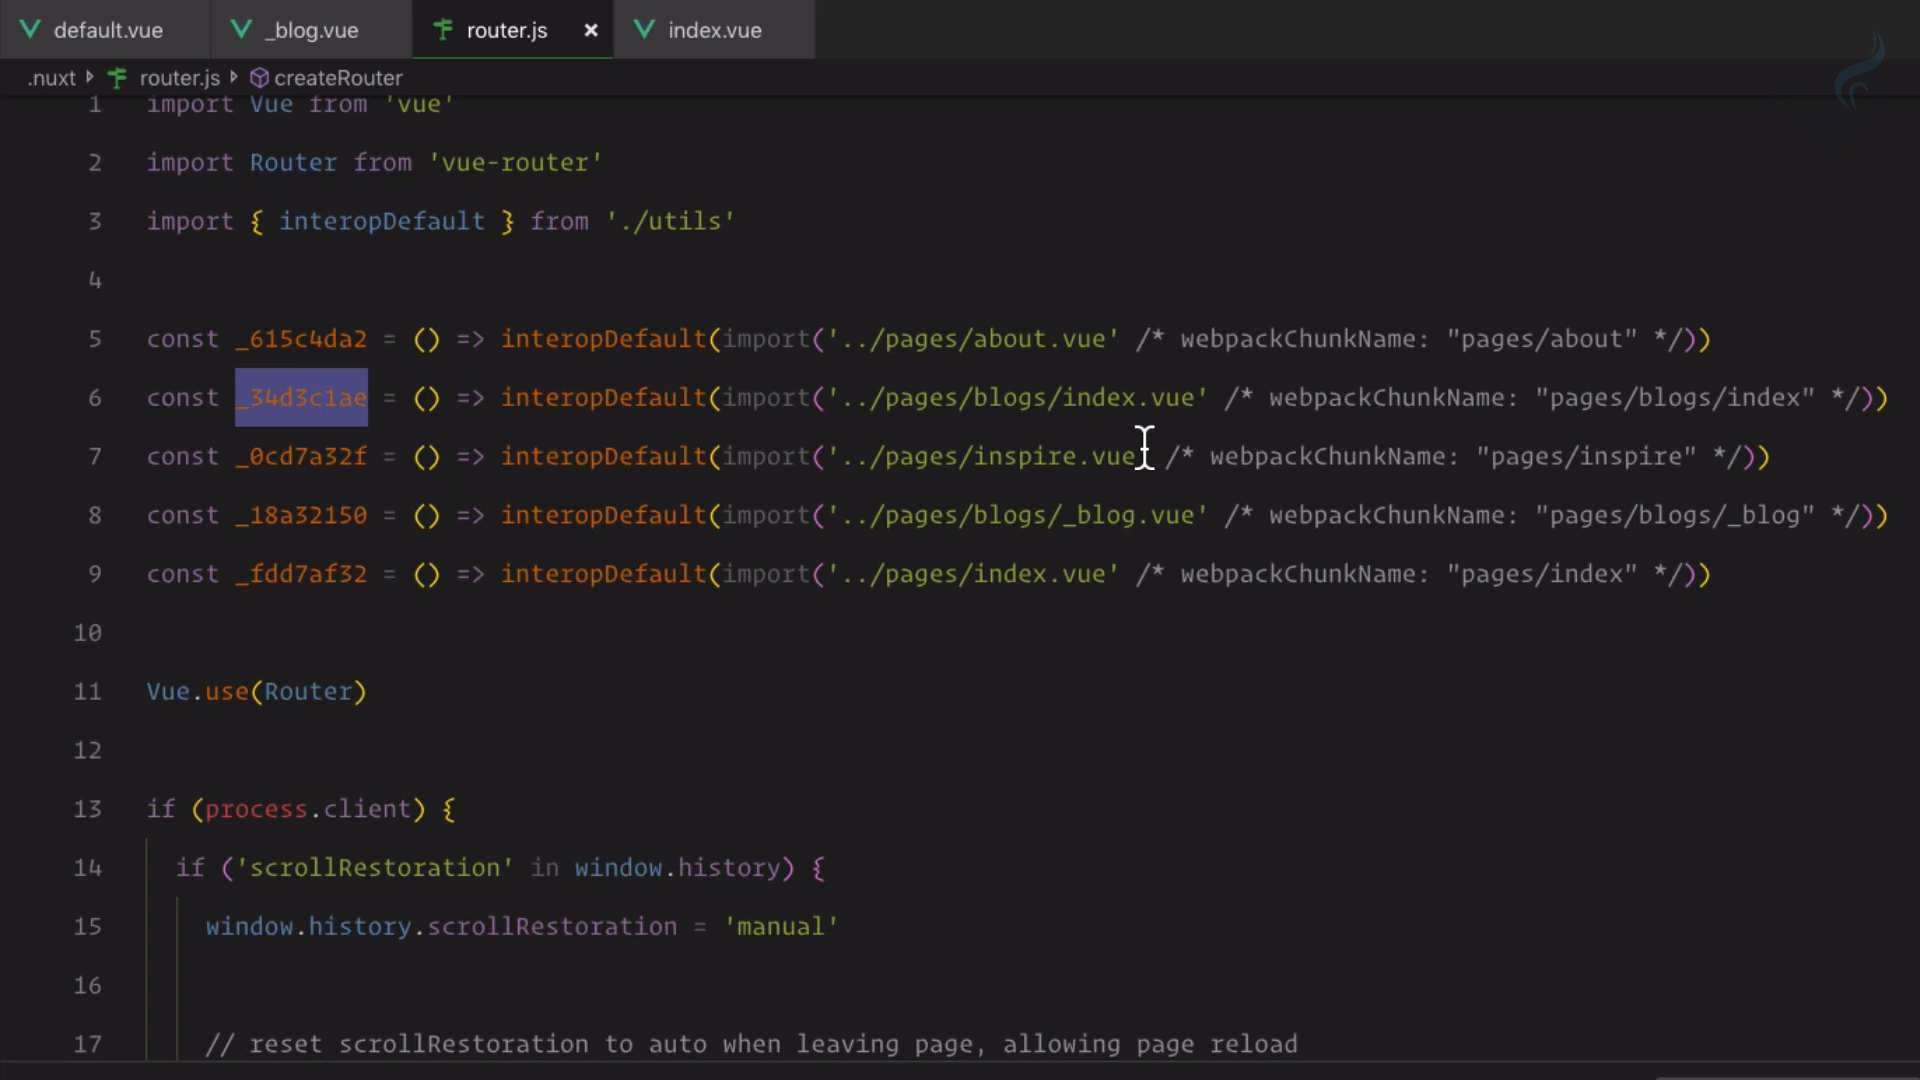 default.vue _blog.vue router.js × index.vue
.nuxt router.js createRouter
1 import Vue from 'vue'
2 import Router from 'vue-router'
3 import { interopDefault } from './utils'
4
5 const _615c4da2 = () => interopDefault(import('../pages/about.vue' /* webpackChunkName: "pages/about" */))
6 const _34d3c1ae = () => interopDefault(import('../pages/blogs/index.vue' /* webpackChunkName: "pages/blogs/index" */))
7 const _0cd7a32f = () => interopDefault(import('../pages/inspire.vue' /* webpackChunkName: "pages/inspire" */))
8 const _18a32150 = () => interopDefault(import('../pages/blogs/_blog.vue' /* webpackChunkName: "pages/blogs/_blog" */))
9 const _fdd7af32 = () => interopDefault(import('../pages/index.vue' /* webpackChunkName: "pages/index" */))
10
11 Vue.use(Router)
12
13 if (process.client) {
14 if ('scrollRestoration' in window.history) {
15 window.history.scrollRestoration = 'manual'
16
17 // reset scrollRestoration to auto when leaving page, allowing page reload